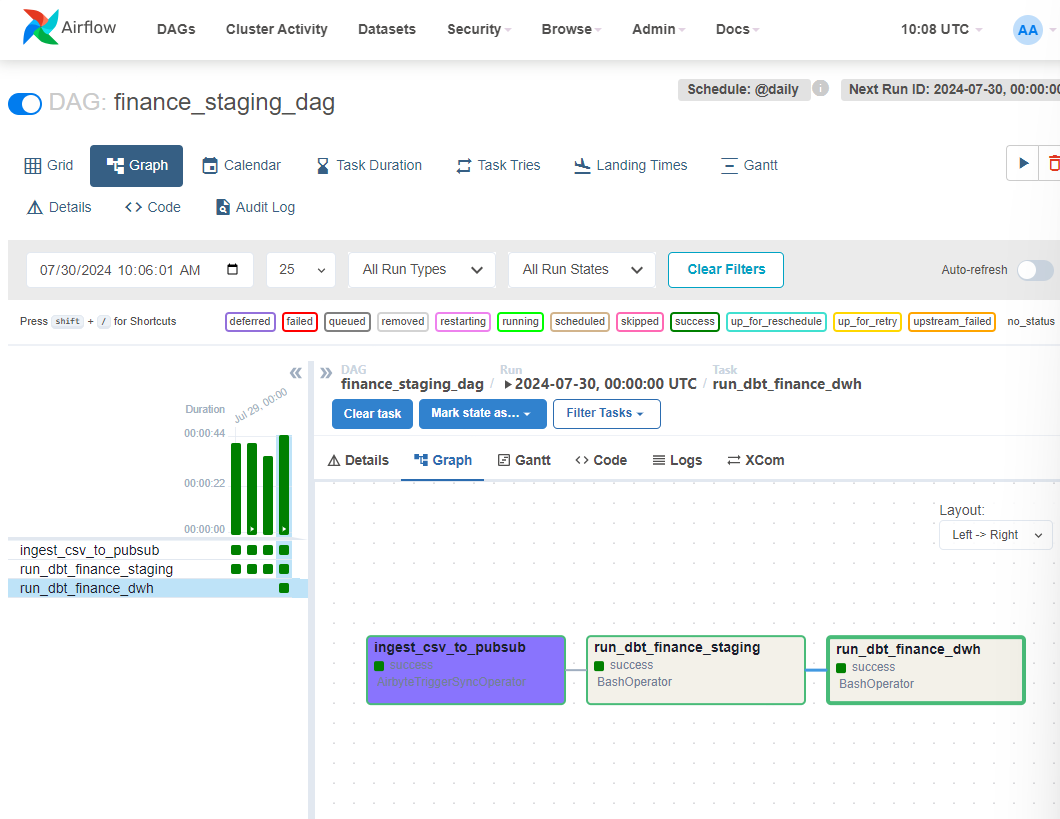 Airflow DAGs Cluster Activity Datasets Security Browse Admin Docs 10:08 UTC AA
DAG: finance_staging_dag
Schedule: @daily i Next Run ID: 2024-07-30, 00:00:00
Grid Graph Calendar Task Duration Task Tries Landing Times Gantt
Details Code Audit Log
07/30/2024 10:06:01 AM 25 All Run Types All Run States Clear Filters Auto-refresh
Press shift + / for Shortcuts deferred failed queued removed restarting running scheduled skipped success up_for_reschedule up_for_retry upstream_failed no_status
Duration
Jul 29, 00:00
00:00:44
00:00:22
00:00:00
ingest_csv_to_pubsub
run_dbt_finance_staging
run_dbt_finance_dwh
DAG Run Task
finance_staging_dag / 2024-07-30, 00:00:00 UTC / run_dbt_finance_dwh
Clear task Mark state as... Filter Tasks
Details Graph Gantt Code Logs XCom
Layout:
Left -> Right
ingest_csv_to_pubsub
success
AirbyteTriggerSyncOperator
run_dbt_finance_staging
success
BashOperator
run_dbt_finance_dwh
success
BashOperator